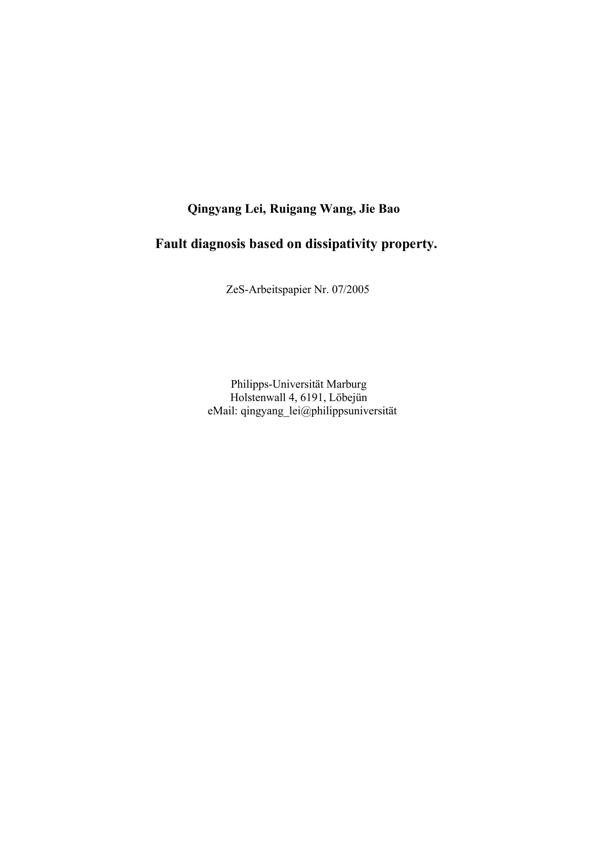 Qingyang Lei, Ruigang Wang, Jie Bao
Fault diagnosis based on dissipativity property.
ZeS-Arbeitspapier Nr. 07/2005
Philipps-Universität Marburg
Holstenwall 4, 6191, Löbejün
eMail: qingyang_lei@philippsuniversität